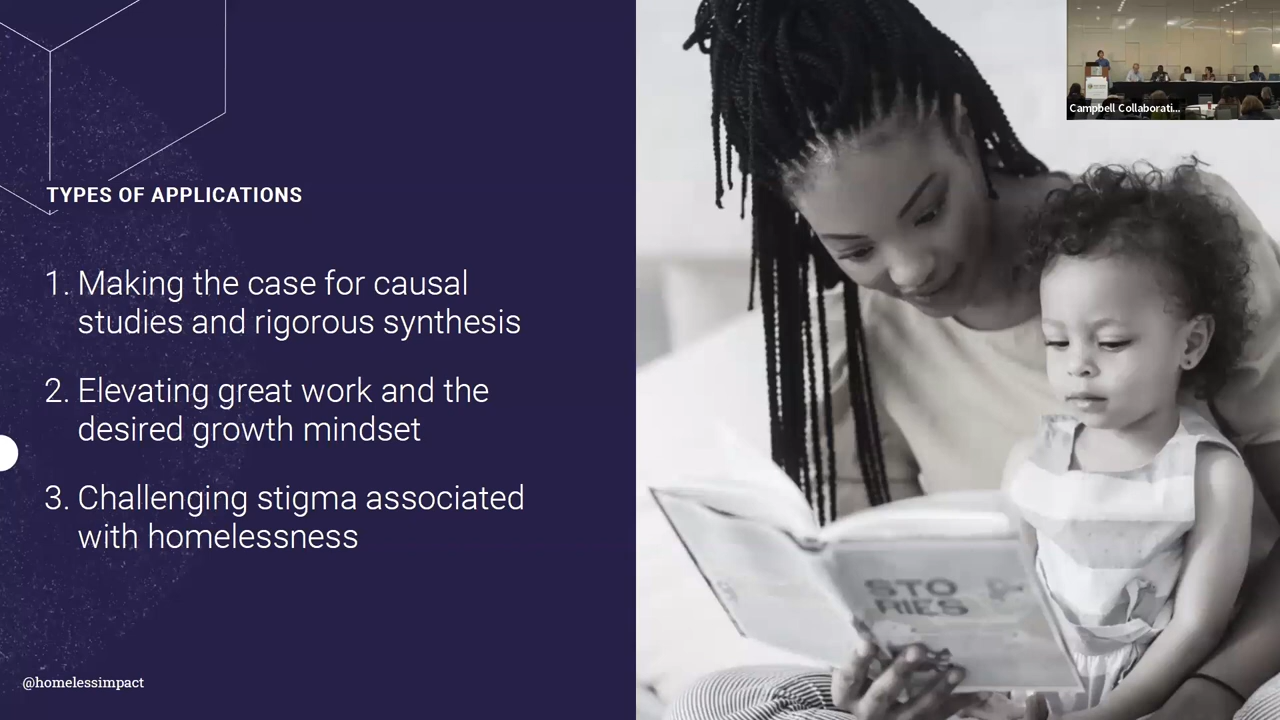 Campbell Collaborati...
TYPES OF APPLICATIONS
1. Making the case for causal
studies and rigorous synthesis
2. Elevating great work and the
desired growth mindset
3. Challenging stigma associated
with homelessness
STO
RIES
@homelessimpact